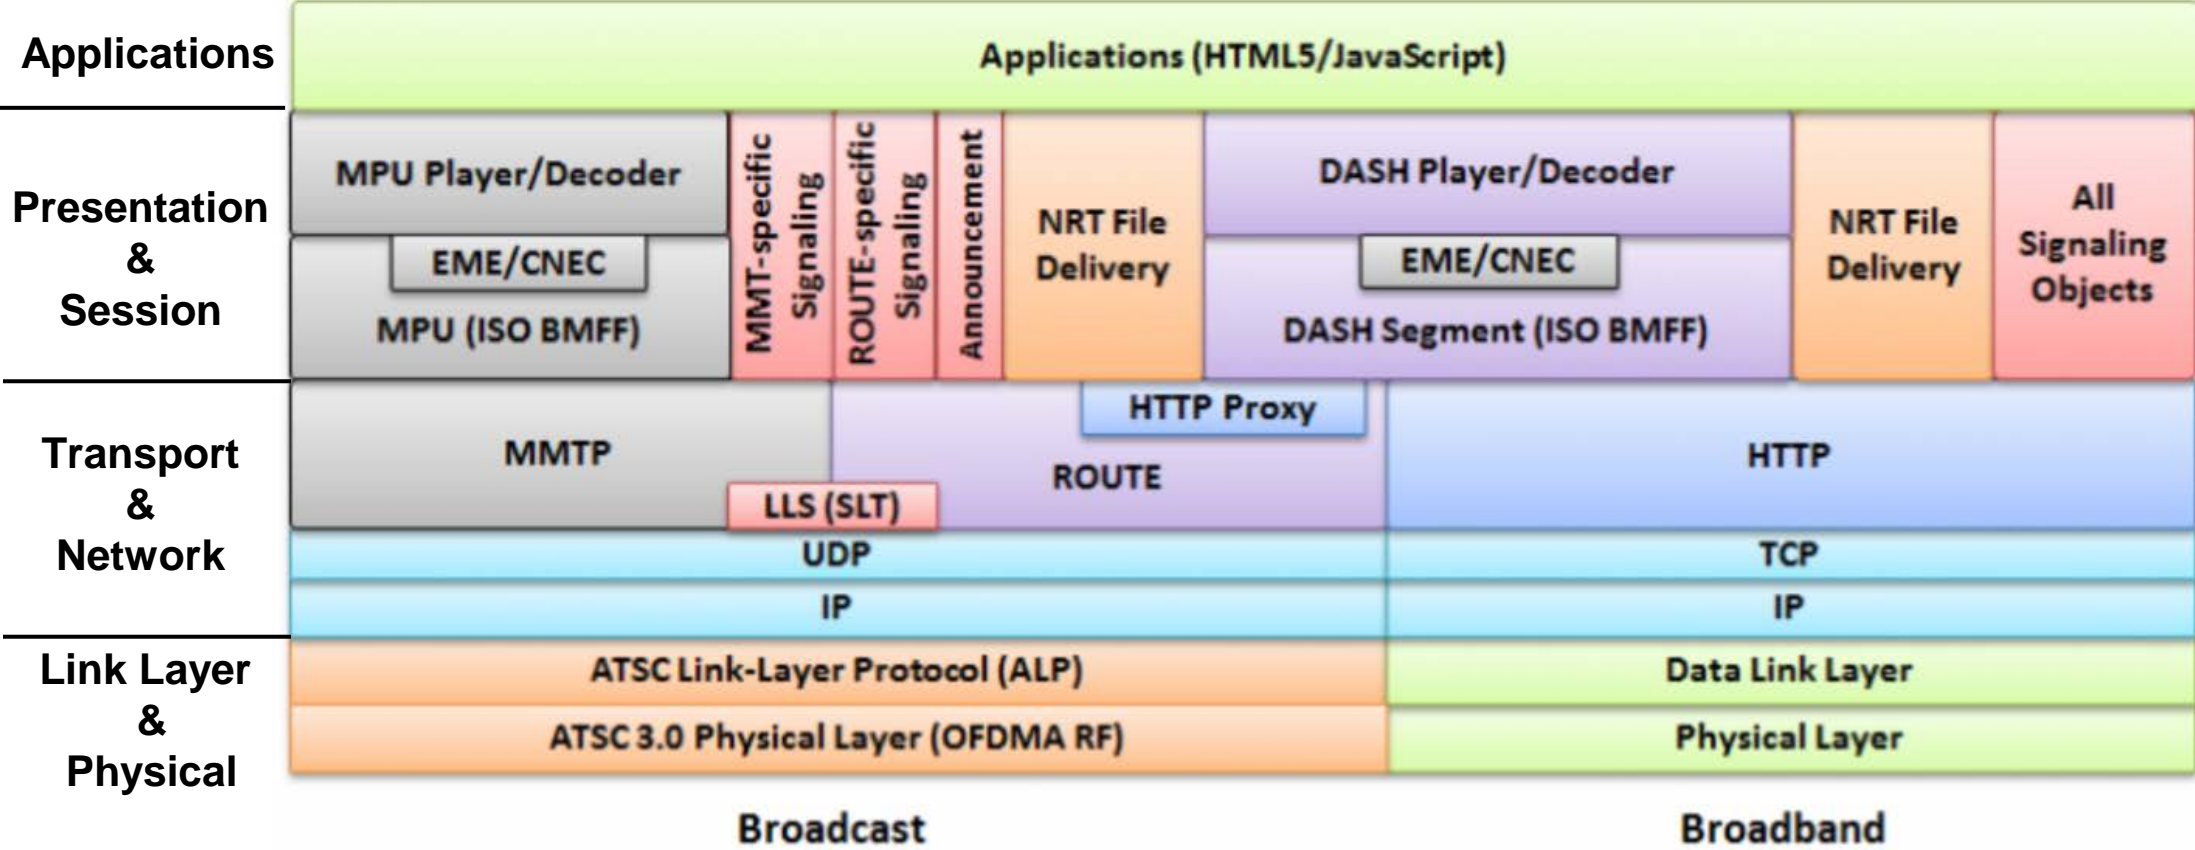 Applications
Applications (HTML5/JavaScript)
Presentation
&
Session
MPU Player/Decoder
EME/CNEC
MPU (ISO BMFF)
MMT-specific
Signaling
ROUTE-specific
Signaling
Announcement
NRT File
Delivery
DASH Player/Decoder
EME/CNEC
DASH Segment (ISO BMFF)
NRT File
Delivery
All
Signaling
Objects
Transport
&
Network
MMTP
LLS (SLT)
HTTP Proxy
ROUTE
HTTP
UDP
TCP
IP
IP
Link Layer
&
Physical
ATSC Link-Layer Protocol (ALP)
Data Link Layer
ATSC 3.0 Physical Layer (OFDMA RF)
Physical Layer
Broadcast
Broadband